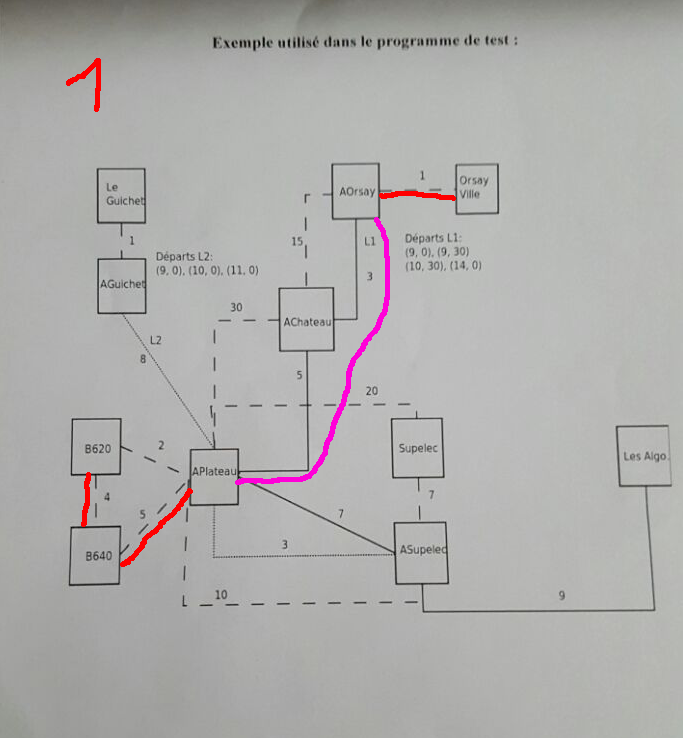 Exemple utilisé dans le programme de test :
1
Le
Guichet
AOrsay
1
Orsay
Ville
1
15
L1
Départs L1:
(9, 0), (9, 30)
(10, 30), (14, 0)
Départs L2:
(9, 0), (10, 0), (11, 0)
AGuichet
3
30
AChateau
L2
8
5
20
B620
2
APlateau
Supelec
Les Algo.
4
5
7
7
B640
3
ASupelec
10
9